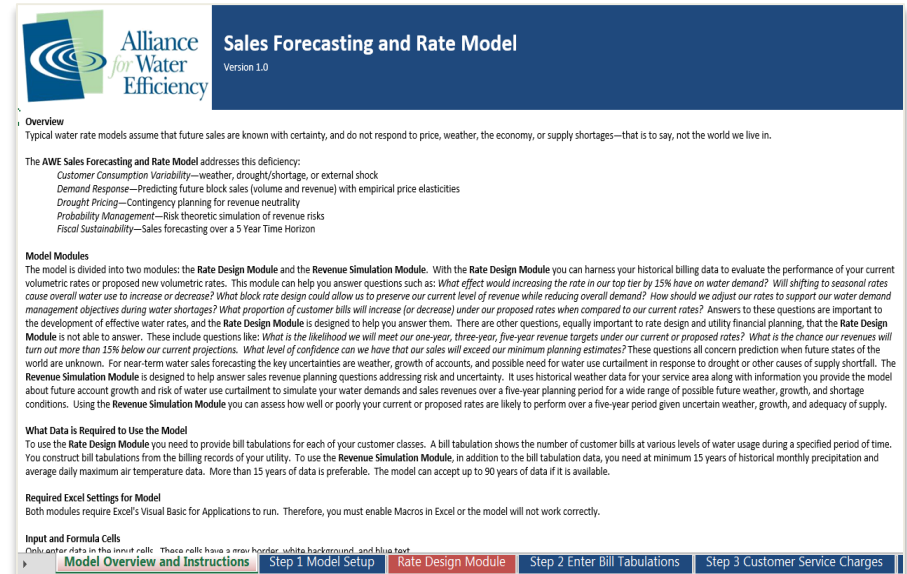 Alliance
for Water
Efficiency
Sales Forecasting and Rate Model
Version 1.0
Overview
Typical water rate models assume that future sales are known with certainty, and do not respond to price, weather, the economy, or supply shortages—that is to say, not the world we live in.
The AWE Sales Forecasting and Rate Model addresses this deficiency:
Customer Consumption Variability—weather, drought/shortage, or external shock
Demand Response—Predicting future block sales (volume and revenue) with empirical price elasticities
Drought Pricing—Contingency planning for revenue neutrality
Probability Management—Risk theoretic simulation of revenue risks
Fiscal Sustainability—Sales forecasting over a 5 Year Time Horizon
Model Modules
The model is divided into two modules: the Rate Design Module and the Revenue Simulation Module. With the Rate Design Module you can harness your historical billing data to evaluate the performance of your current
volumetric rates or proposed new volumetric rates. This module can help you answer questions such as: What effect would increasing the rate in our top tier by 15% have on water demand? Will shifting to seasonal rates
cause overall water use to increase or decrease? What block rate design could allow us to preserve our current level of revenue while reducing overall demand? How should we adjust our rates to support our water demand
management objectives during water shortages? What proportion of customer bills will increase (or decrease) under our proposed rates when compared to our current rates? Answers to these questions are important to
the development of effective water rates, and the Rate Design Module is designed to help you answer them. There are other questions, equally important to rate design and utility financial planning, that the Rate Design
Module is not able to answer. These include questions like: What is the likelihood we will meet our one-year, three-year, five-year revenue targets under our current or proposed rates? What is the chance our revenues will
turn out more than 15% below our current projections. What level of confidence can we have that our sales will exceed our minimum planning estimates? These questions all concern prediction when future states of the
world are unknown. For near-term water sales forecasting the key uncertainties are weather, growth of accounts, and possible need for water use curtailment in response to drought or other causes of supply shortfall. The
Revenue Simulation Module is designed to help answer sales revenue planning questions addressing risk and uncertainty. It uses historical weather data for your service area along with information you provide the model
about future account growth and risk of water use curtailment to simulate your water demands and sales revenues over a five-year planning period for a wide range of possible future weather, growth, and shortage
conditions. Using the Revenue Simulation Module you can assess how well or poorly your current or proposed rates are likely to perform over a five-year period given uncertain weather, growth, and adequacy of supply.
What Data is Required to Use the Model
To use the Rate Design Module you need to provide bill tabulations for each of your customer classes. A bill tabulation shows the number of customer bills at various levels of water usage during a specified period of time.
You construct bill tabulations from the billing records of your utility. To use the Revenue Simulation Module, in addition to the bill tabulation data, you need at minimum 15 years of historical monthly precipitation and
average daily maximum air temperature data. More than 15 years of data is preferable. The model can accept up to 90 years of data if it is available.
Required Excel Settings for Model
Both modules require Excel's Visual Basic for Applications to run. Therefore, you must enable Macros in Excel or the model will not work correctly.
Input and Formula Cells
Only enter data in the input cells. These cells have a grey border, white background, and blue text.
Model Overview and Instructions Step 1 Model Setup Rate Design Module Step 2 Enter Bill Tabulations Step 3 Customer Service Charges